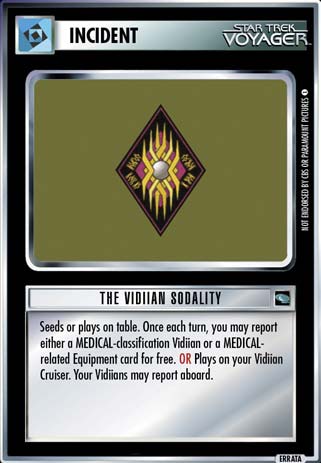 INCIDENT
STAR TREK
VOYAGER
NOT ENDORSED BY CBS OR PARAMOUNT PICTURES
THE VIDIIAN SODALITY
Seeds or plays on table. Once each turn, you may report
either a MEDICAL-classification Vidiian or a MEDICAL-
related Equipment card for free. OR Plays on your Vidiian
Cruiser. Your Vidiians may report aboard.
ERRATA